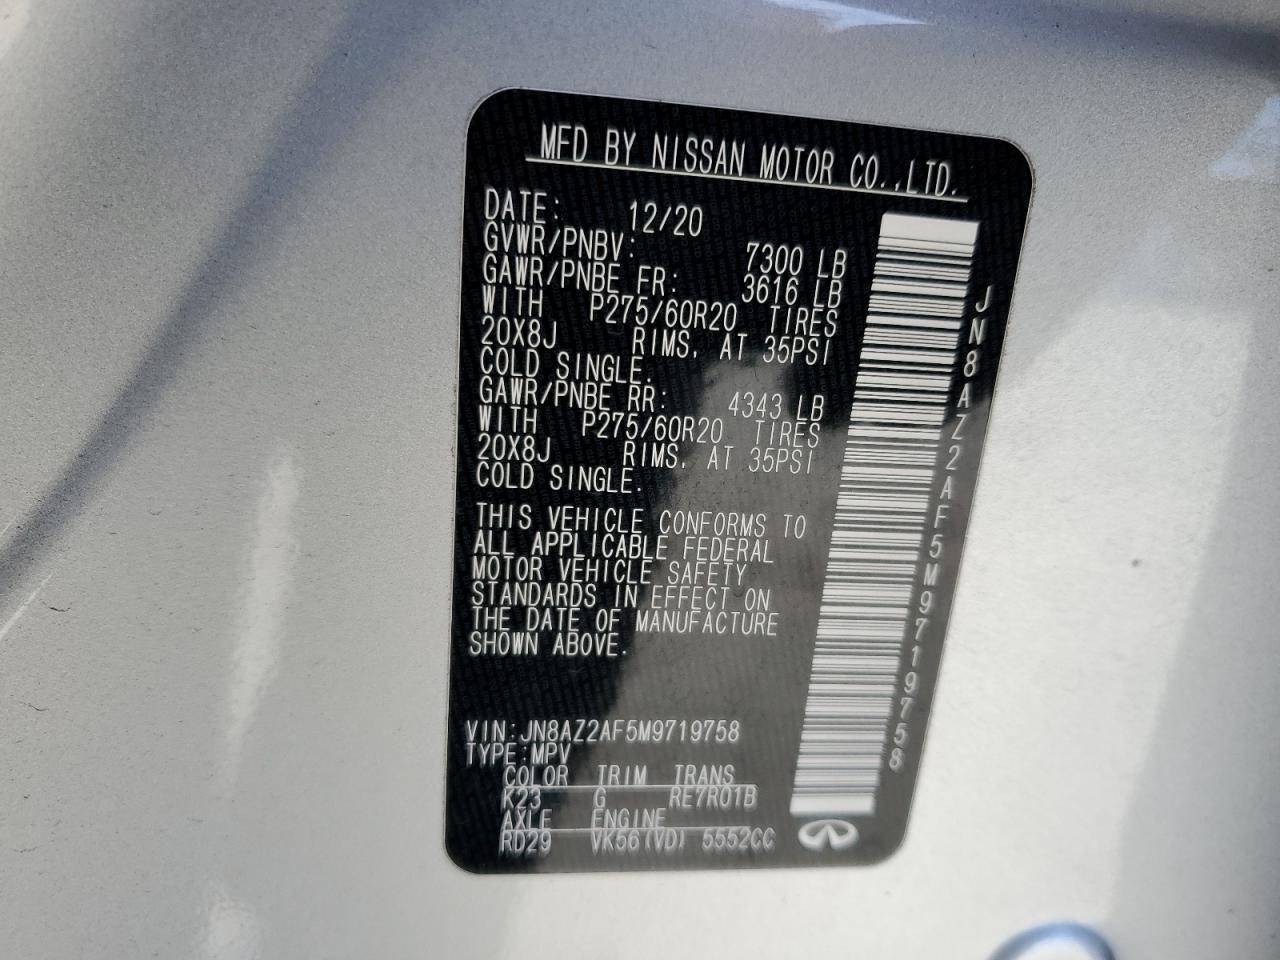 MFD BY NISSAN MOTOR CO.,LTD.
DATE: 12/20
GVWR/PNBV: 7300 LB
GAWR/PNBE FR: 3616 LB
WITH P275/60R20 TIRES
20X8J RIMS, AT 35PSI
COLD SINGLE.
GAWR/PNBE RR: 4343 LB
WITH P275/60R20 TIRES
20X8J RIMS, AT 35PSI
COLD SINGLE.
THIS VEHICLE CONFORMS TO
ALL APPLICABLE FEDERAL
MOTOR VEHICLE SAFETY
STANDARDS IN EFFECT ON
THE DATE OF MANUFACTURE
SHOWN ABOVE.
VIN:JN8AZ2AF5M9719758
TYPE:MPV
COLOR TRIM TRANS
K23 G RE7R01B
AXLE ENGINE
RD29 VK56(VD) 5552CC
JN8AZ2AF5M9719758